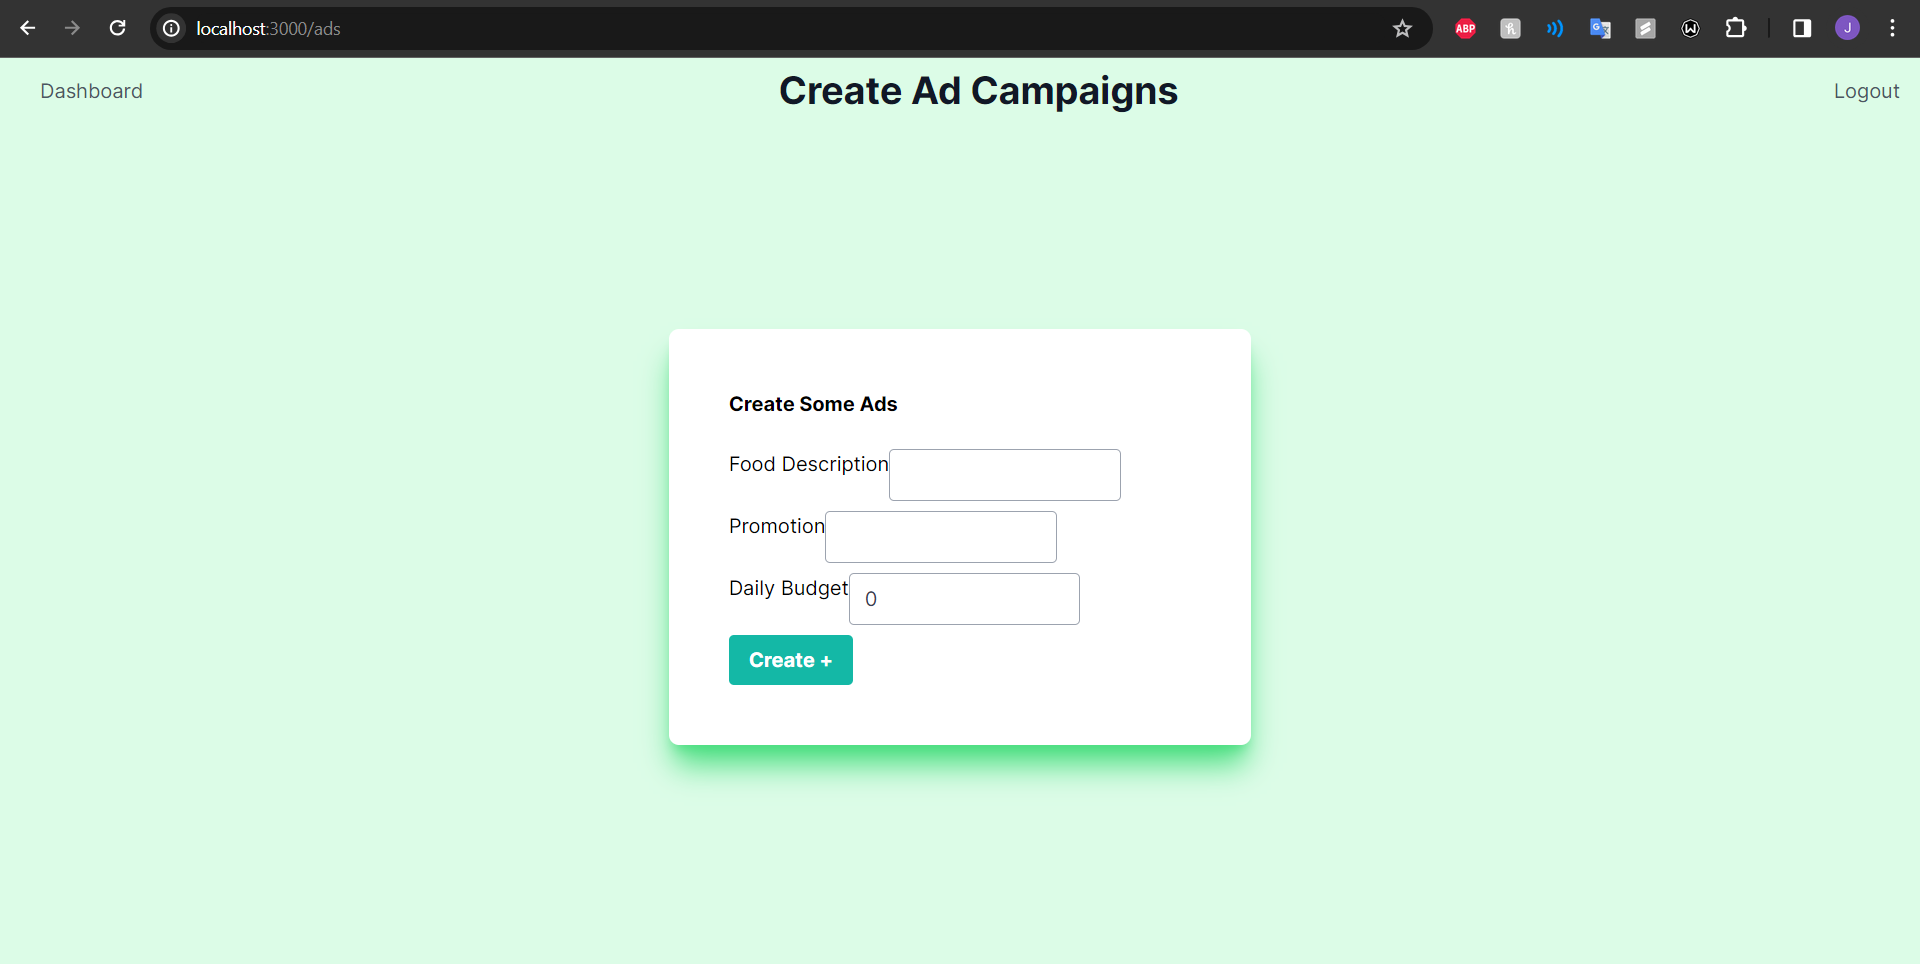 localhost:3000/ads
ABP
J
Dashboard
Create Ad Campaigns
Logout
Create Some Ads
Food Description
Promotion
Daily Budget 0
Create +